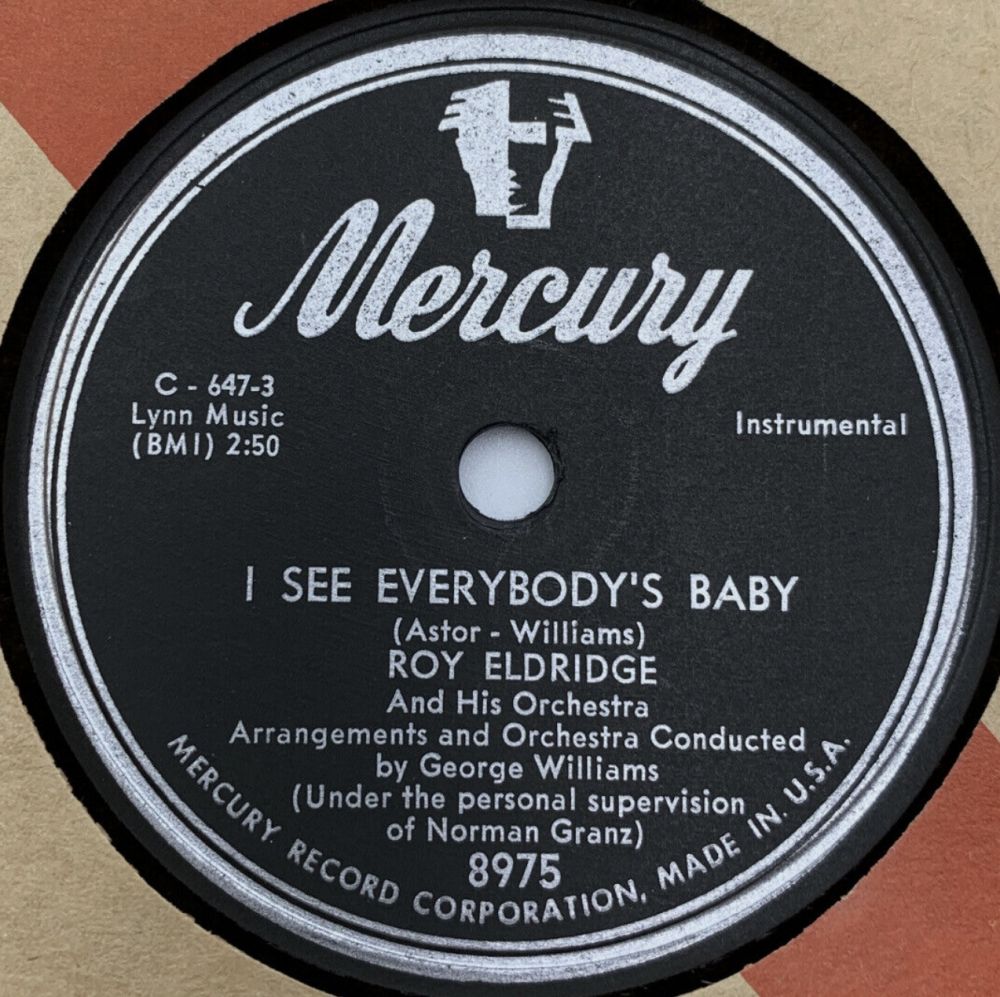 Mercury
C - 647-3
Lynn Music
(BMI) 2:50
Instrumental
I SEE EVERYBODY'S BABY
(Astor - Williams)
ROY ELDRIDGE
And His Orchestra
Arrangements and Orchestra Conducted
by George Williams
(Under the personal supervision
of Norman Granz)
8975
MERCURY RECORD CORPORATION, MADE IN U.S.A.